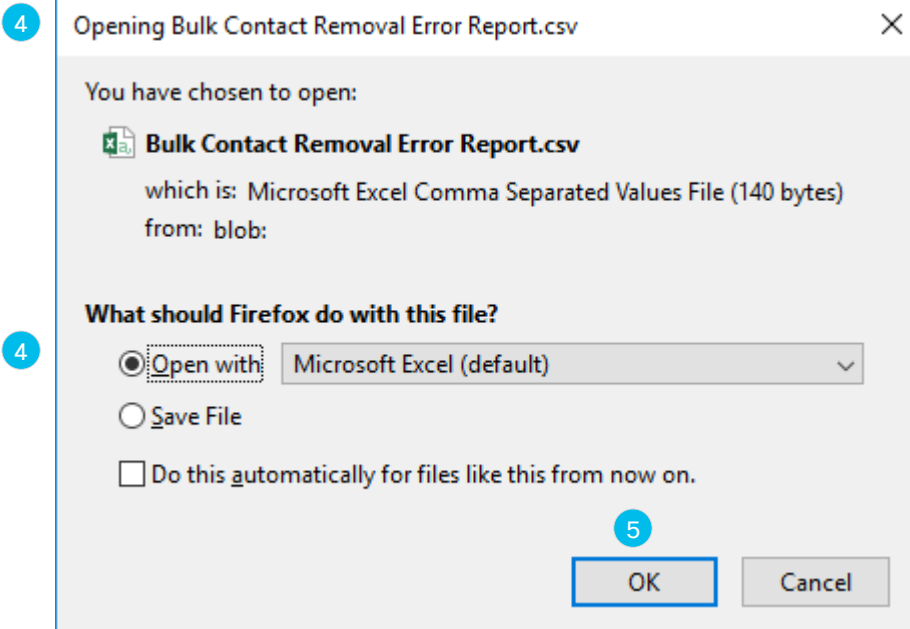 4
Opening Bulk Contact Removal Error Report.csv
You have chosen to open:
Bulk Contact Removal Error Report.csv
which is: Microsoft Excel Comma Separated Values File (140 bytes)
from: blob:
What should Firefox do with this file?
4
Open with Microsoft Excel (default)
Save File
Do this automatically for files like this from now on.
5
OK Cancel